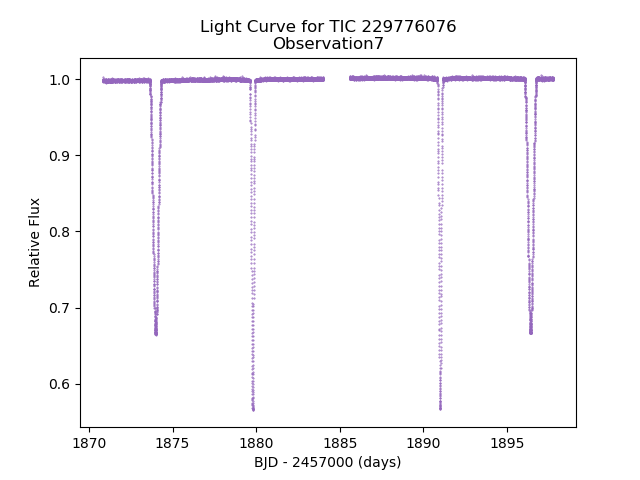 Light Curve for TIC 229776076
Observation7
1.0
0.9
0.8
0.7
0.6
Relative Flux
1870 1875 1880 1885 1890 1895
BJD - 2457000 (days)